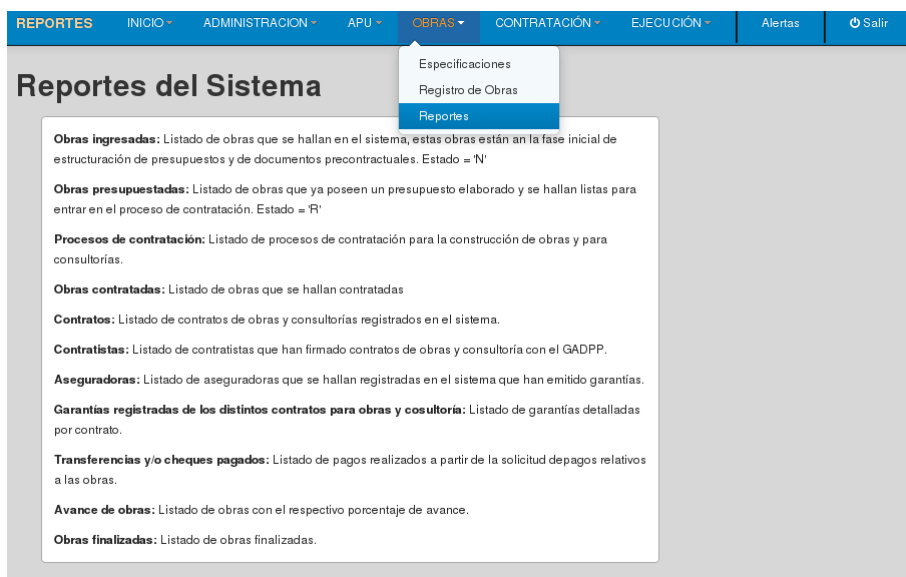 REPORTES INICIO ADMINISTRACION APU OBRAS CONTRATACIÓN EJECUCIÓN Alertas Salir
Especificaciones
Registro de Obras
Reportes
Reportes del Sistema
Obras ingresadas: Listado de obras que se hallan en el sistema, estas obras están an la fase inicial de
estructuración de presupuestos y de documentos precontractuales. Estado = 'N'
Obras presupuestadas: Listado de obras que ya poseen un presupuesto elaborado y se hallan listas para
entrar en el proceso de contratación. Estado = 'R'
Procesos de contratación: Listado de procesos de contratación para la construcción de obras y para
consultorías.
Obras contratadas: Listado de obras que se hallan contratadas
Contratos: Listado de contratos de obras y consultorías registrados en el sistema.
Contratistas: Listado de contratistas que han firmado contratos de obras y consultoría con el GADPP.
Aseguradoras: Listado de aseguradoras que se hallan registradas en el sistema que han emitido garantías.
Garantías registradas de los distintos contratos para obras y cosultoría: Listado de garantías detalladas
por contrato.
Transferencias y/o cheques pagados: Listado de pagos realizados a partir de la solicitud depagos relativos
a las obras.
Avance de obras: Listado de obras con el respectivo porcentaje de avance.
Obras finalizadas: Listado de obras finalizadas.